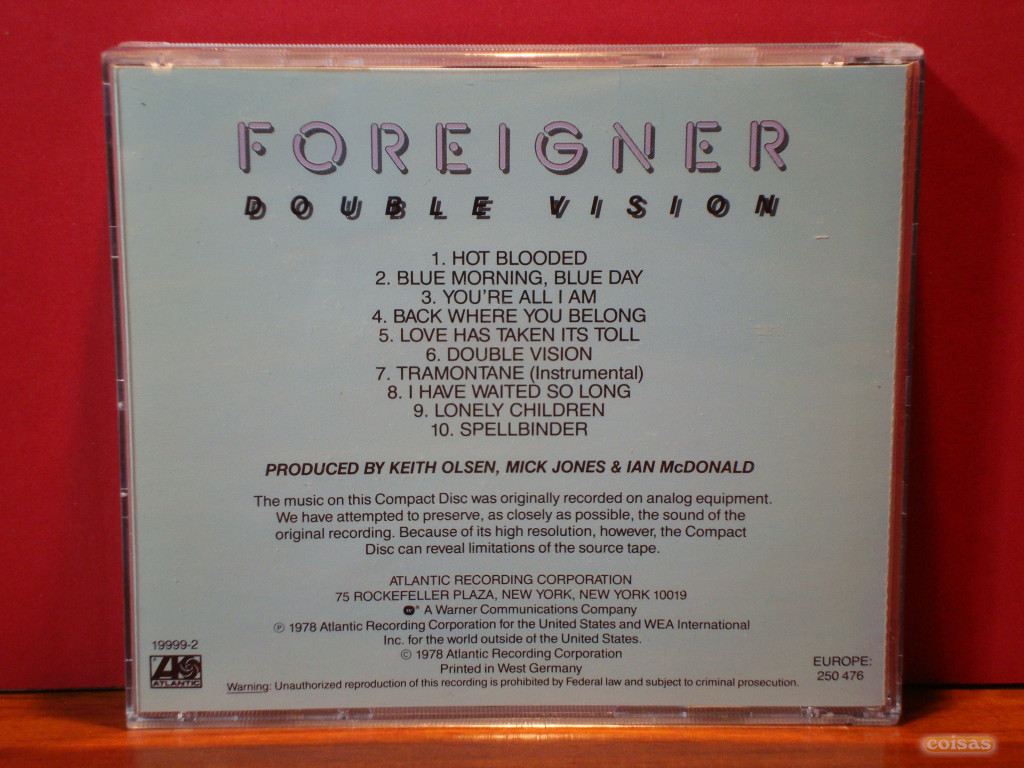 FOREIGNER
DOUBLE VISION
1. HOT BLOODED
2. BLUE MORNING, BLUE DAY
3. YOU'RE ALL I AM
4. BACK WHERE YOU BELONG
5. LOVE HAS TAKEN ITS TOLL
6. DOUBLE VISION
7. TRAMONTANE (Instrumental)
8. I HAVE WAITED SO LONG
9. LONELY CHILDREN
10. SPELLBINDER
PRODUCED BY KEITH OLSEN, MICK JONES & IAN McDONALD
The music on this Compact Disc was originally recorded on analog equipment.
We have attempted to preserve, as closely as possible, the sound of the
original recording. Because of its high resolution, however, the Compact
Disc can reveal limitations of the source tape.
ATLANTIC RECORDING CORPORATION
75 ROCKEFELLER PLAZA, NEW YORK, NEW YORK 10019
A Warner Communications Company
℗ 1978 Atlantic Recording Corporation for the United States and WEA International
Inc. for the world outside of the United States.
© 1978 Atlantic Recording Corporation
Printed in West Germany
Warning: Unauthorized reproduction of this recording is prohibited by Federal law and subject to criminal prosecution.
19999-2
ATLANTIC
EUROPE:
250 476
coisas